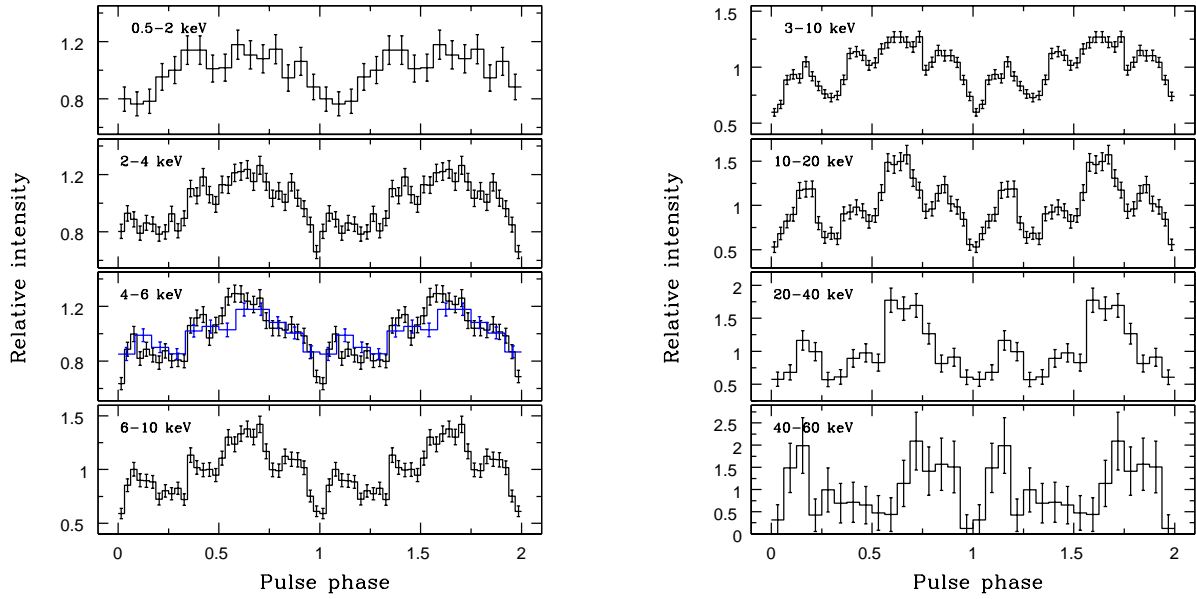 0.5−2 keV
1.2
0.8
2−4 keV
1.2
0.8
4−6 keV
1.2
0.8
6−10 keV
1.5
1
0.5
0 0.5 1 1.5 2
Pulse phase
Relative intensity
Relative intensity
3−10 keV
1.5
1
0.5
10−20 keV
1.5
1
0.5
20−40 keV
2
1.5
1
0.5
40−60 keV
2.5
2
1.5
1
0.5
0
0 0.5 1 1.5 2
Pulse phase
Relative intensity
Relative intensity